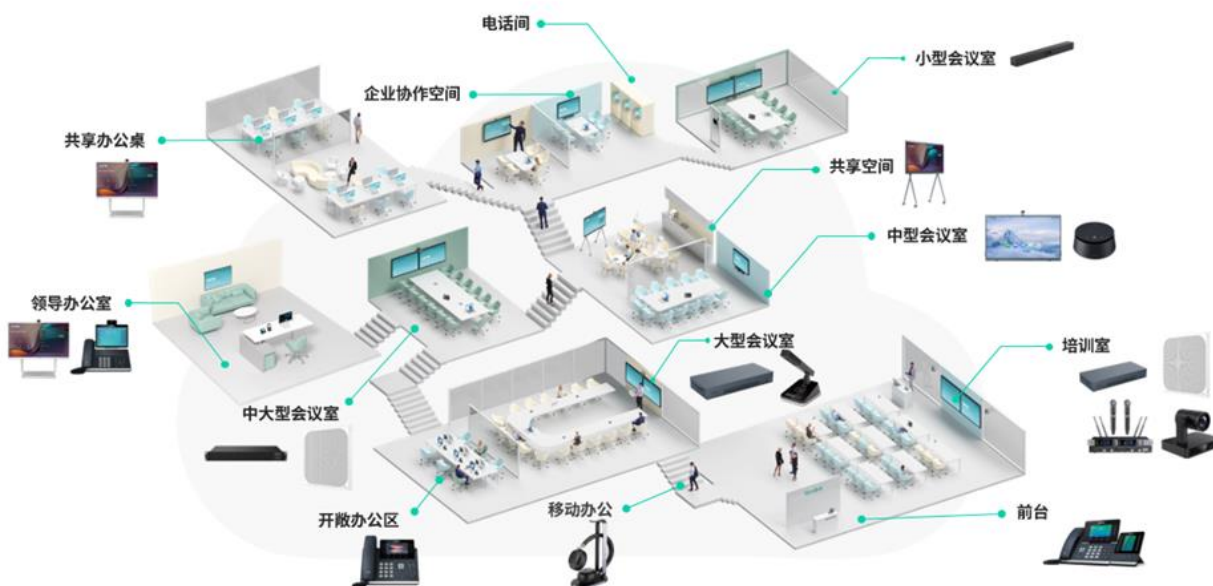 电话间
小型会议室
企业协作空间
共享办公桌
共享空间
中型会议室
领导办公室
大型会议室
培训室
中大型会议室
开敞办公区
移动办公
前台